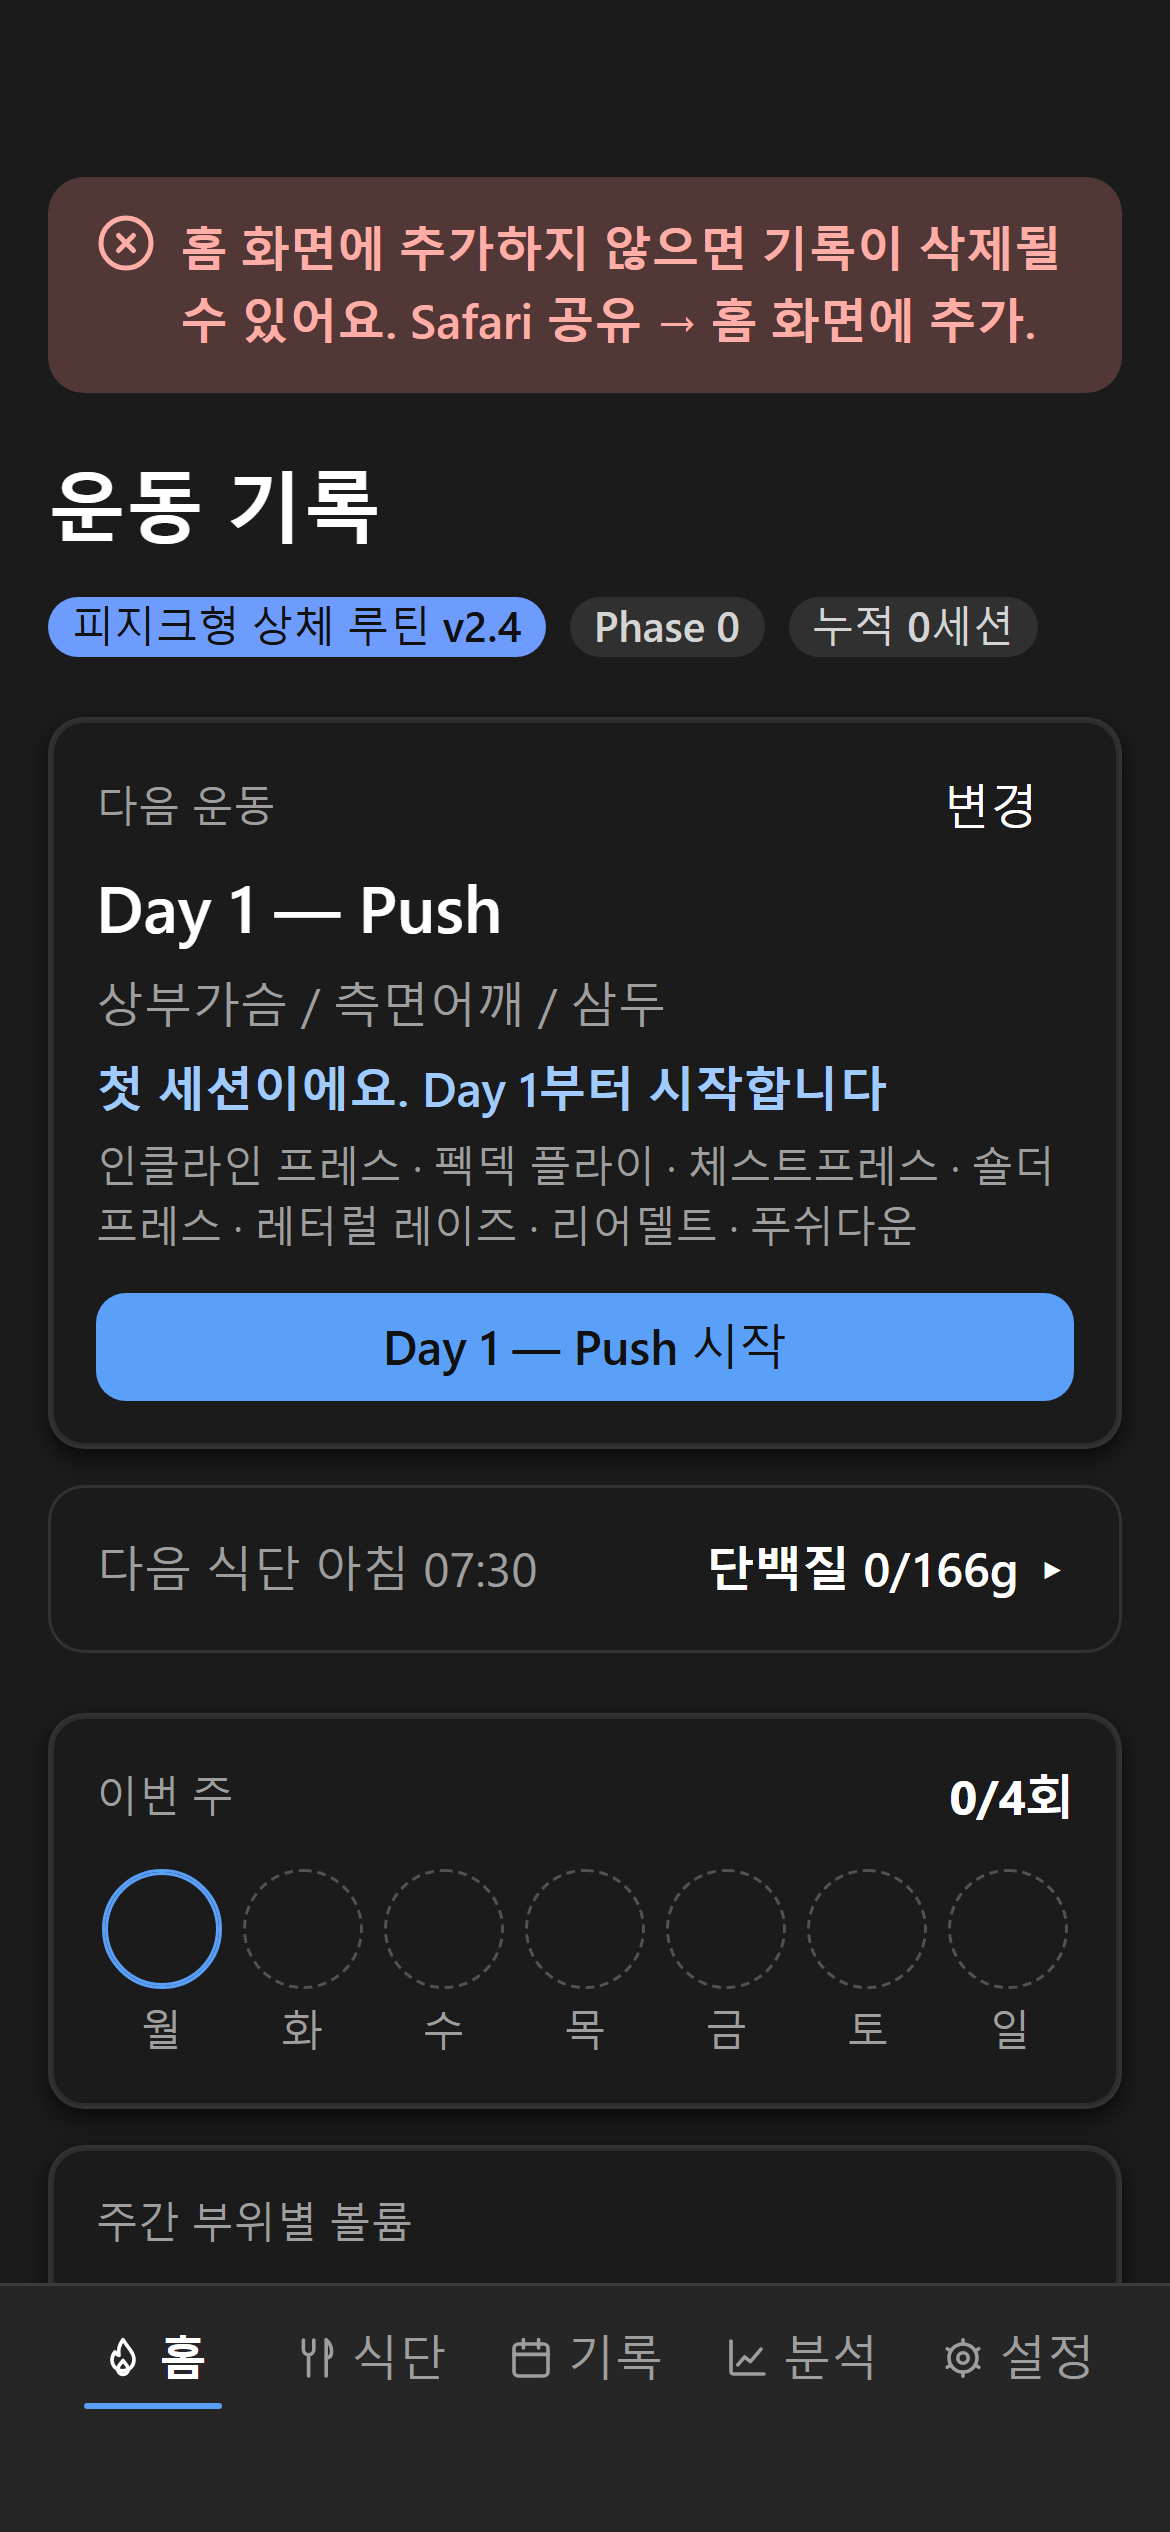 홈 화면에 추가하지 않으면 기록이 삭제될
수 있어요. Safari 공유 → 홈 화면에 추가.
운동 기록
피지크형 상체 루틴 v2.4
Phase 0
누적 0세션
다음 운동
변경
Day 1 — Push
상부가슴 / 측면어깨 / 삼두
첫 세션이에요. Day 1부터 시작합니다
인클라인 프레스 · 펙덱 플라이 · 체스트프레스 · 숄더
프레스 · 레터럴 레이즈 · 리어델트 · 푸쉬다운
Day 1 — Push 시작
다음 식단 아침 07:30
단백질 0/166g ▸
이번 주
0/4회
월 화 수 목 금 토 일
주간 부위별 볼륨
홈 식단 기록 분석 설정